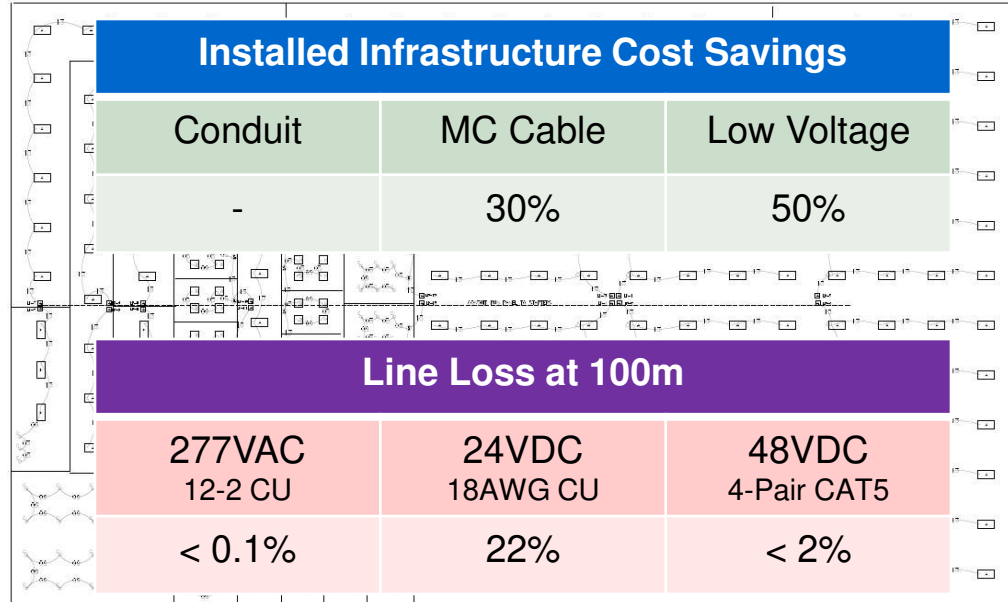 Installed Infrastructure Cost Savings
Conduit MC Cable Low Voltage
- 30% 50%
Line Loss at 100m
277VAC 24VDC 48VDC
12-2 CU 18AWG CU 4-Pair CAT5
< 0.1% 22% < 2%